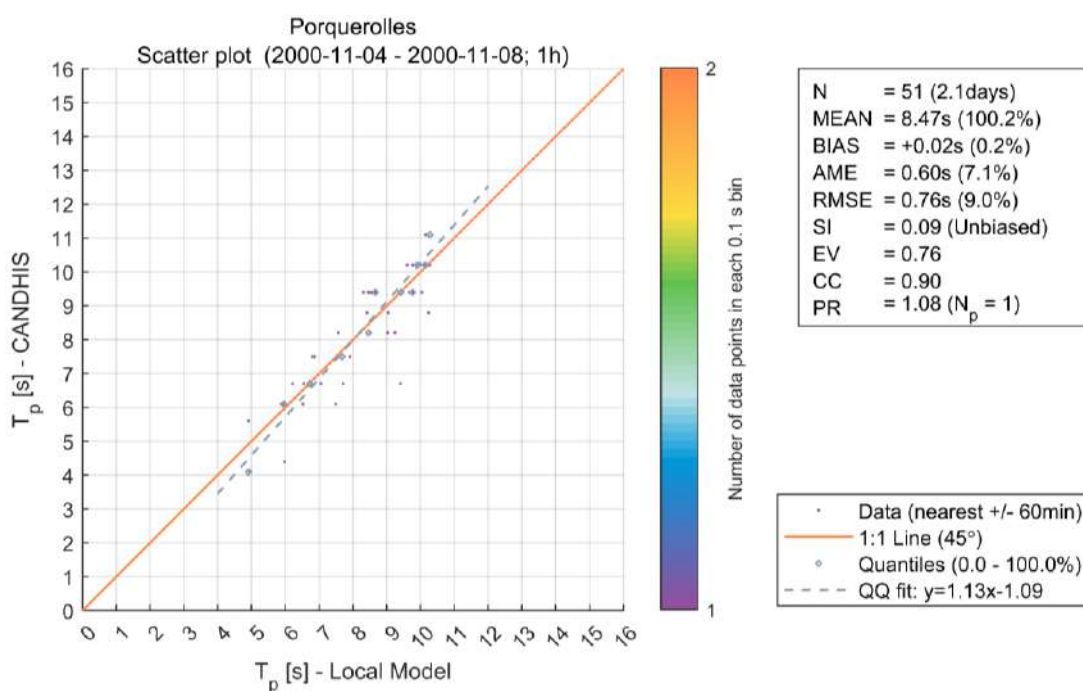 Porquerolles
Scatter plot (2000-11-04 - 2000-11-08; 1h)
16
15
14
13
12
11
10
9
8
7
6
5
4
3
2
1
0
T_p [s] - CANDHIS
0 1 2 3 4 5 6 7 8 9 10 11 12 13 14 15 16
T_p [s] - Local Model
2
1
Number of data points in each 0.1 s bin
N = 51 (2.1days)
MEAN = 8.47s (100.2%)
BIAS = +0.02s (0.2%)
AME = 0.60s (7.1%)
RMSE = 0.76s (9.0%)
SI = 0.09 (Unbiased)
EV = 0.76
CC = 0.90
PR = 1.08 (N_p = 1)
Data (nearest +/- 60min)
1:1 Line (45°)
Quantiles (0.0 - 100.0%)
QQ fit: y=1.13x-1.09